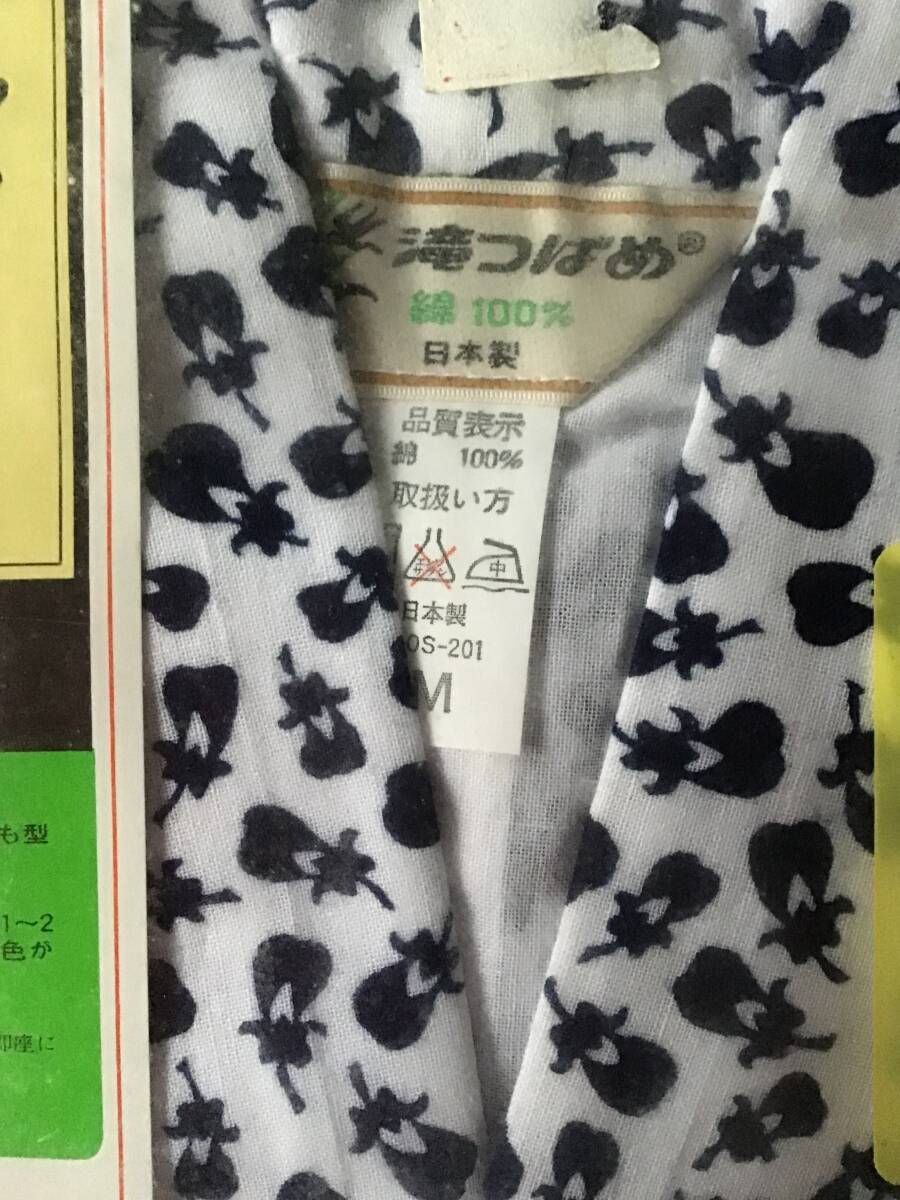 滝つばめ®
綿 100%
日本製
品質表示
綿 100%
取扱い方
中
日本製
OS-201
M
も型
1〜2
色が
即座に